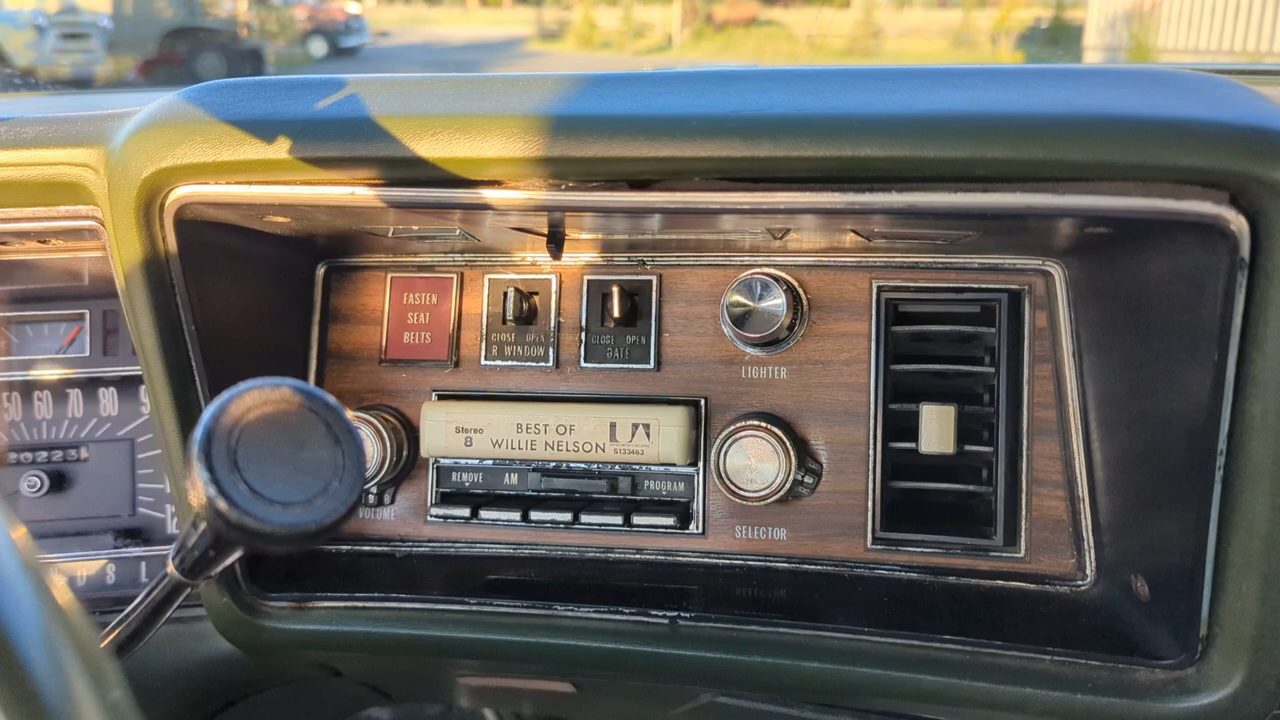 FASTEN
SEAT
BELTS
CLOSE OPEN
R WINDOW
CLOSE OPEN
GATE
LIGHTER
50 60 70 80
Stereo
8
BEST OF
WILLIE NELSON
UA
S133463
REMOVE AM PROGRAM
VOLUME
SELECTOR
D S L